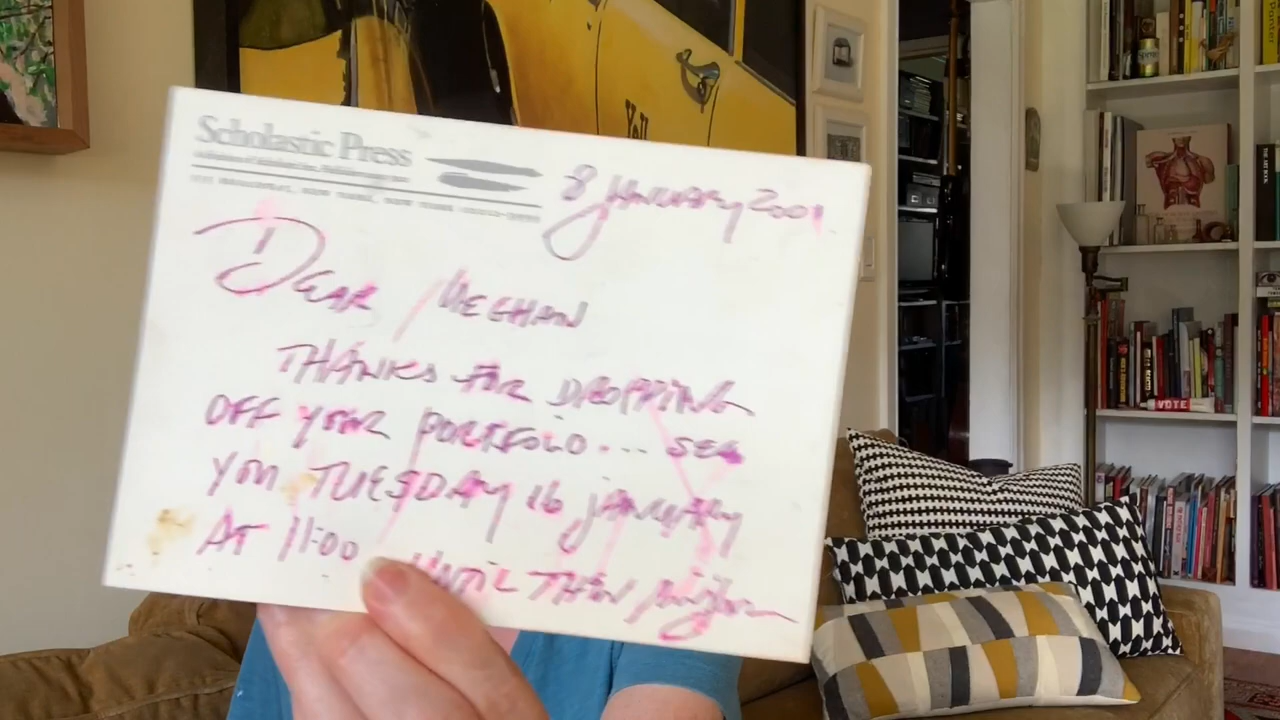 Scholastic Press
8 JANUARY 2001
DEAR MEGHAN
THANKS FOR DROPPING
OFF YOUR PORTFOLIO... SEE
YOU TUESDAY 16 JANUARY
AT 11:00 UNTIL THEN
VOTE